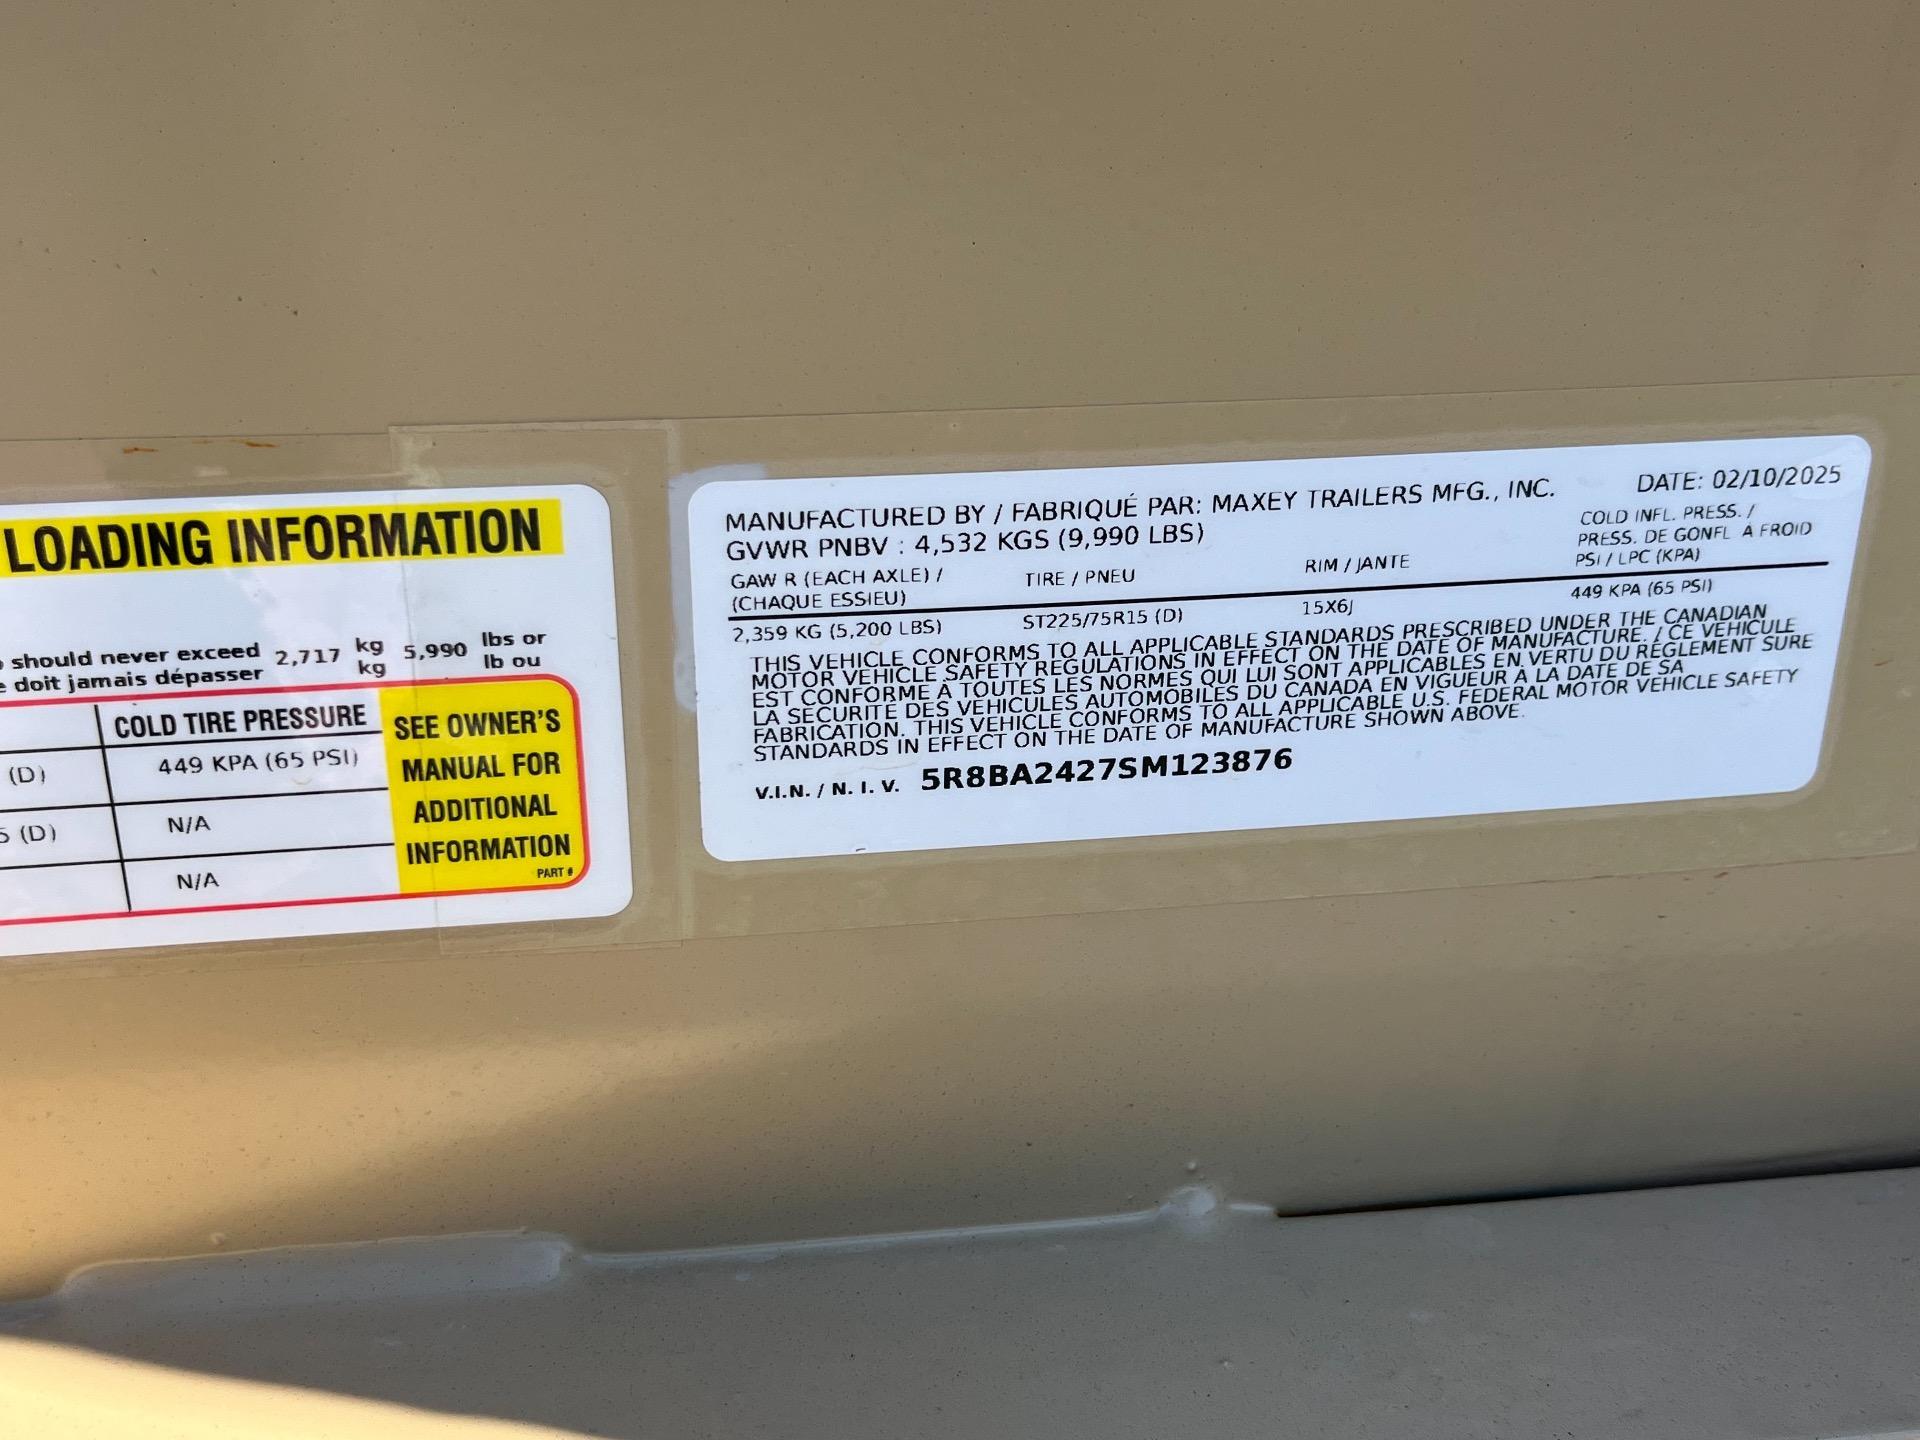 LOADING INFORMATION
should never exceed 2,717 kg 5,990 lbs or
doit jamais dépasser kg lb ou
COLD TIRE PRESSURE
(D) 449 KPA (65 PSI)
5 (D) N/A
N/A
SEE OWNER'S
MANUAL FOR
ADDITIONAL
INFORMATION
PART #
MANUFACTURED BY / FABRIQUÉ PAR: MAXEY TRAILERS MFG., INC. DATE: 02/10/2025
GVWR PNBV : 4,532 KGS (9,990 LBS)
COLD INFL. PRESS. /
PRESS. DE GONFL A FROID
PSI / LPC (KPA)
GAW R (EACH AXLE) / TIRE / PNEU RIM / JANTE
(CHAQUE ESSIEU)
2,359 KG (5,200 LBS) ST225/75R15 (D) 15X6J 449 KPA (65 PSI)
THIS VEHICLE CONFORMS TO ALL APPLICABLE STANDARDS PRESCRIBED UNDER THE CANADIAN
MOTOR VEHICLE SAFETY REGULATIONS IN EFFECT ON THE DATE OF MANUFACTURE. / CE VEHICULE
EST CONFORME A TOUTES LES NORMES QUI LUI SONT APPLICABLES EN VERTU DU REGLEMENT SURE
LA SECURITE DES VEHICULES AUTOMOBILES DU CANADA EN VIGUEUR A LA DATE DE SA
FABRICATION. THIS VEHICLE CONFORMS TO ALL APPLICABLE U.S. FEDERAL MOTOR VEHICLE SAFETY
STANDARDS IN EFFECT ON THE DATE OF MANUFACTURE SHOWN ABOVE.
V.I.N. / N. I. V. 5R8BA2427SM123876